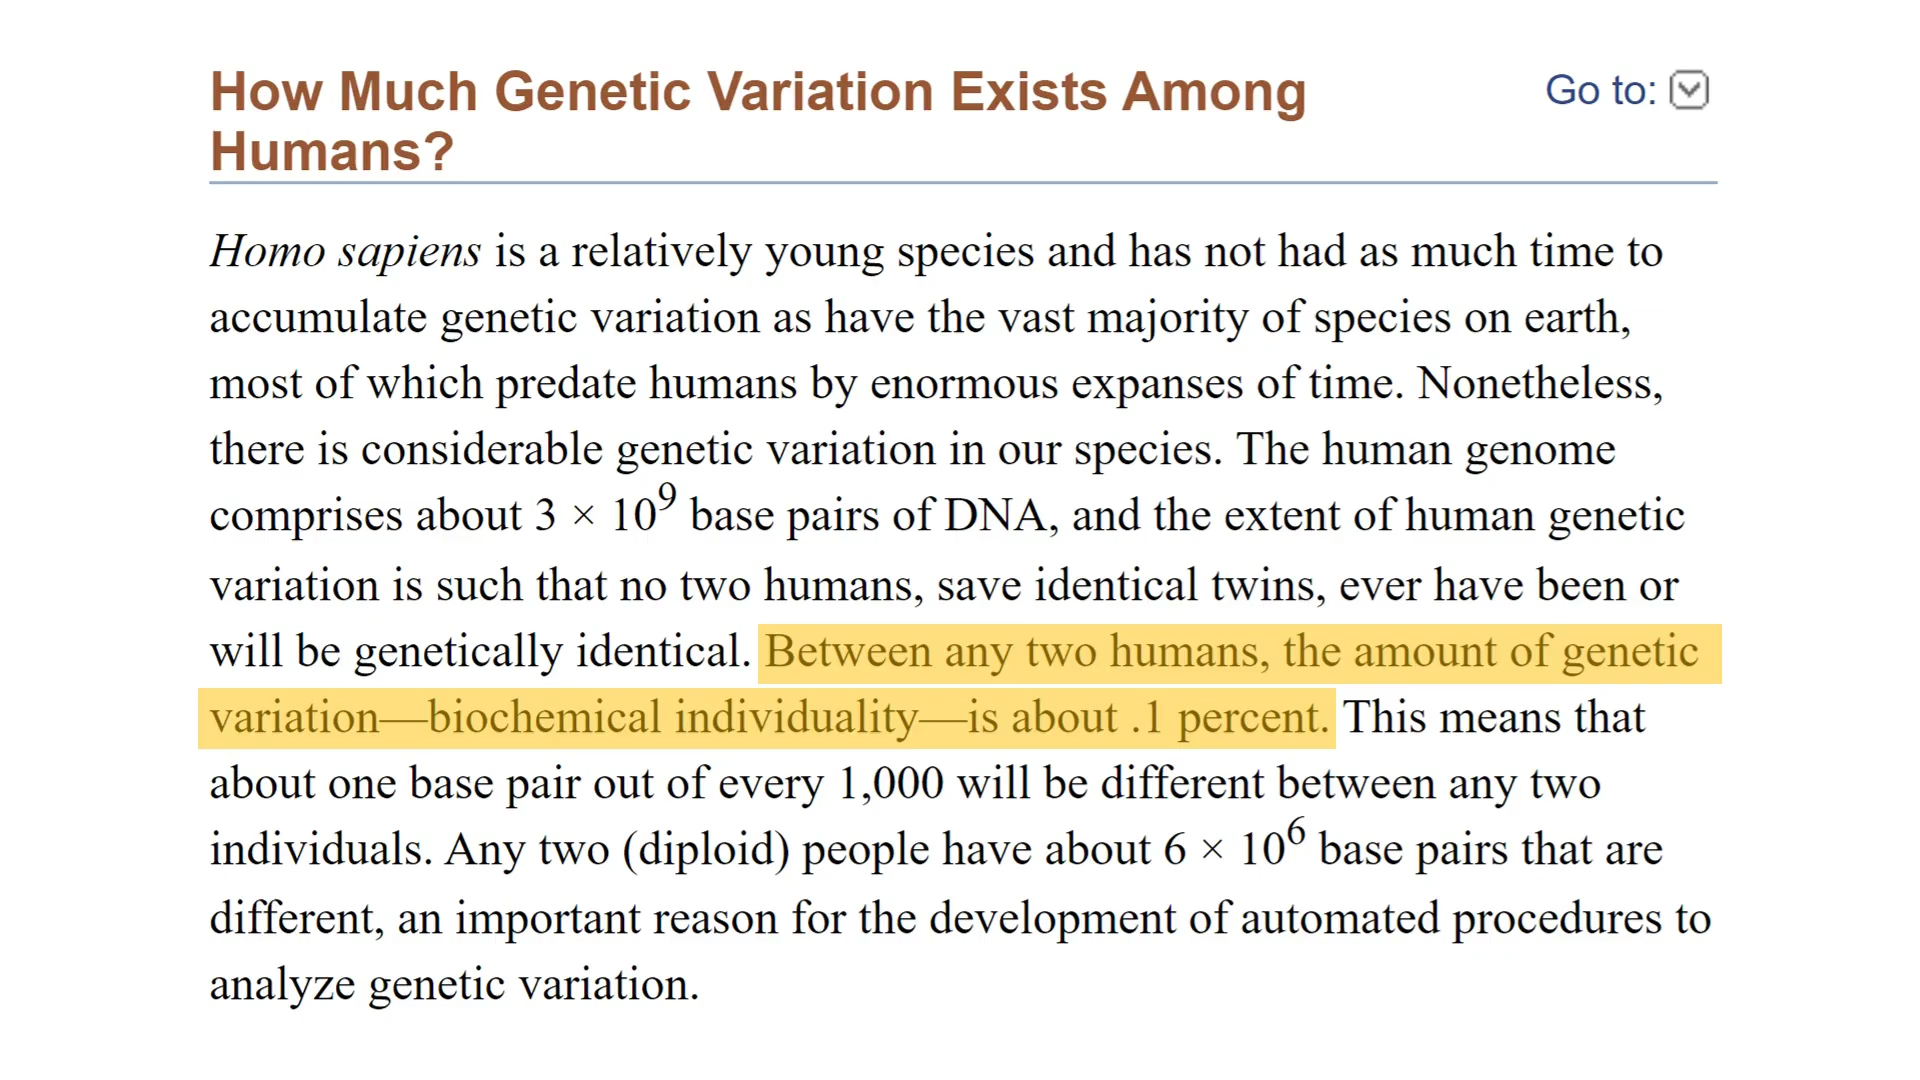 How Much Genetic Variation Exists Among
Humans?
Go to:
Homo sapiens is a relatively young species and has not had as much time to
accumulate genetic variation as have the vast majority of species on earth,
most of which predate humans by enormous expanses of time. Nonetheless,
there is considerable genetic variation in our species. The human genome
comprises about 3 × 10⁹ base pairs of DNA, and the extent of human genetic
variation is such that no two humans, save identical twins, ever have been or
will be genetically identical. Between any two humans, the amount of genetic
variation—biochemical individuality—is about .1 percent. This means that
about one base pair out of every 1,000 will be different between any two
individuals. Any two (diploid) people have about 6 × 10⁶ base pairs that are
different, an important reason for the development of automated procedures to
analyze genetic variation.